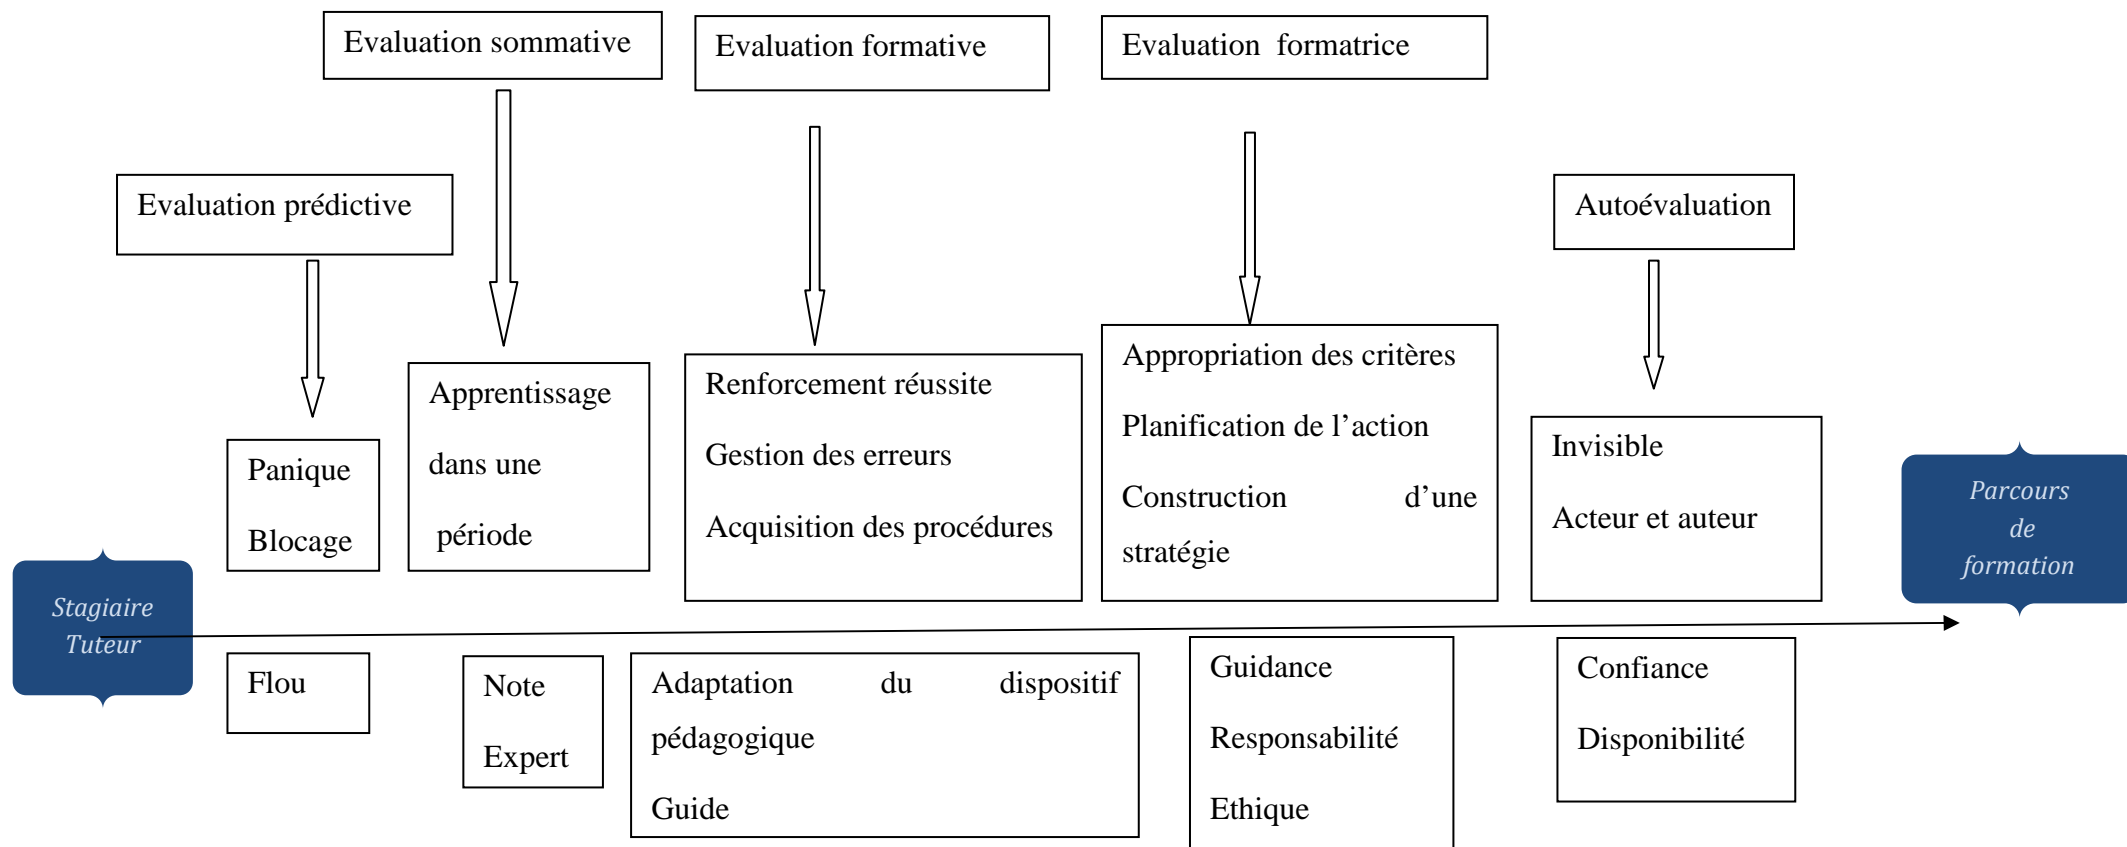 Evaluation sommative
Evaluation formative
Evaluation formatrice
Evaluation prédictive
Autoévaluation
Panique
Blocage
Apprentissage
dans une
période
Renforcement réussite
Gestion des erreurs
Acquisition des procédures
Appropriation des critères
Planification de l’action
Construction d’une
stratégie
Invisible
Acteur et auteur
Parcours
de
formation
Stagiaire
Tuteur
Flou
Note
Expert
Adaptation du dispositif
pédagogique
Guide
Guidance
Responsabilité
Ethique
Confiance
Disponibilité